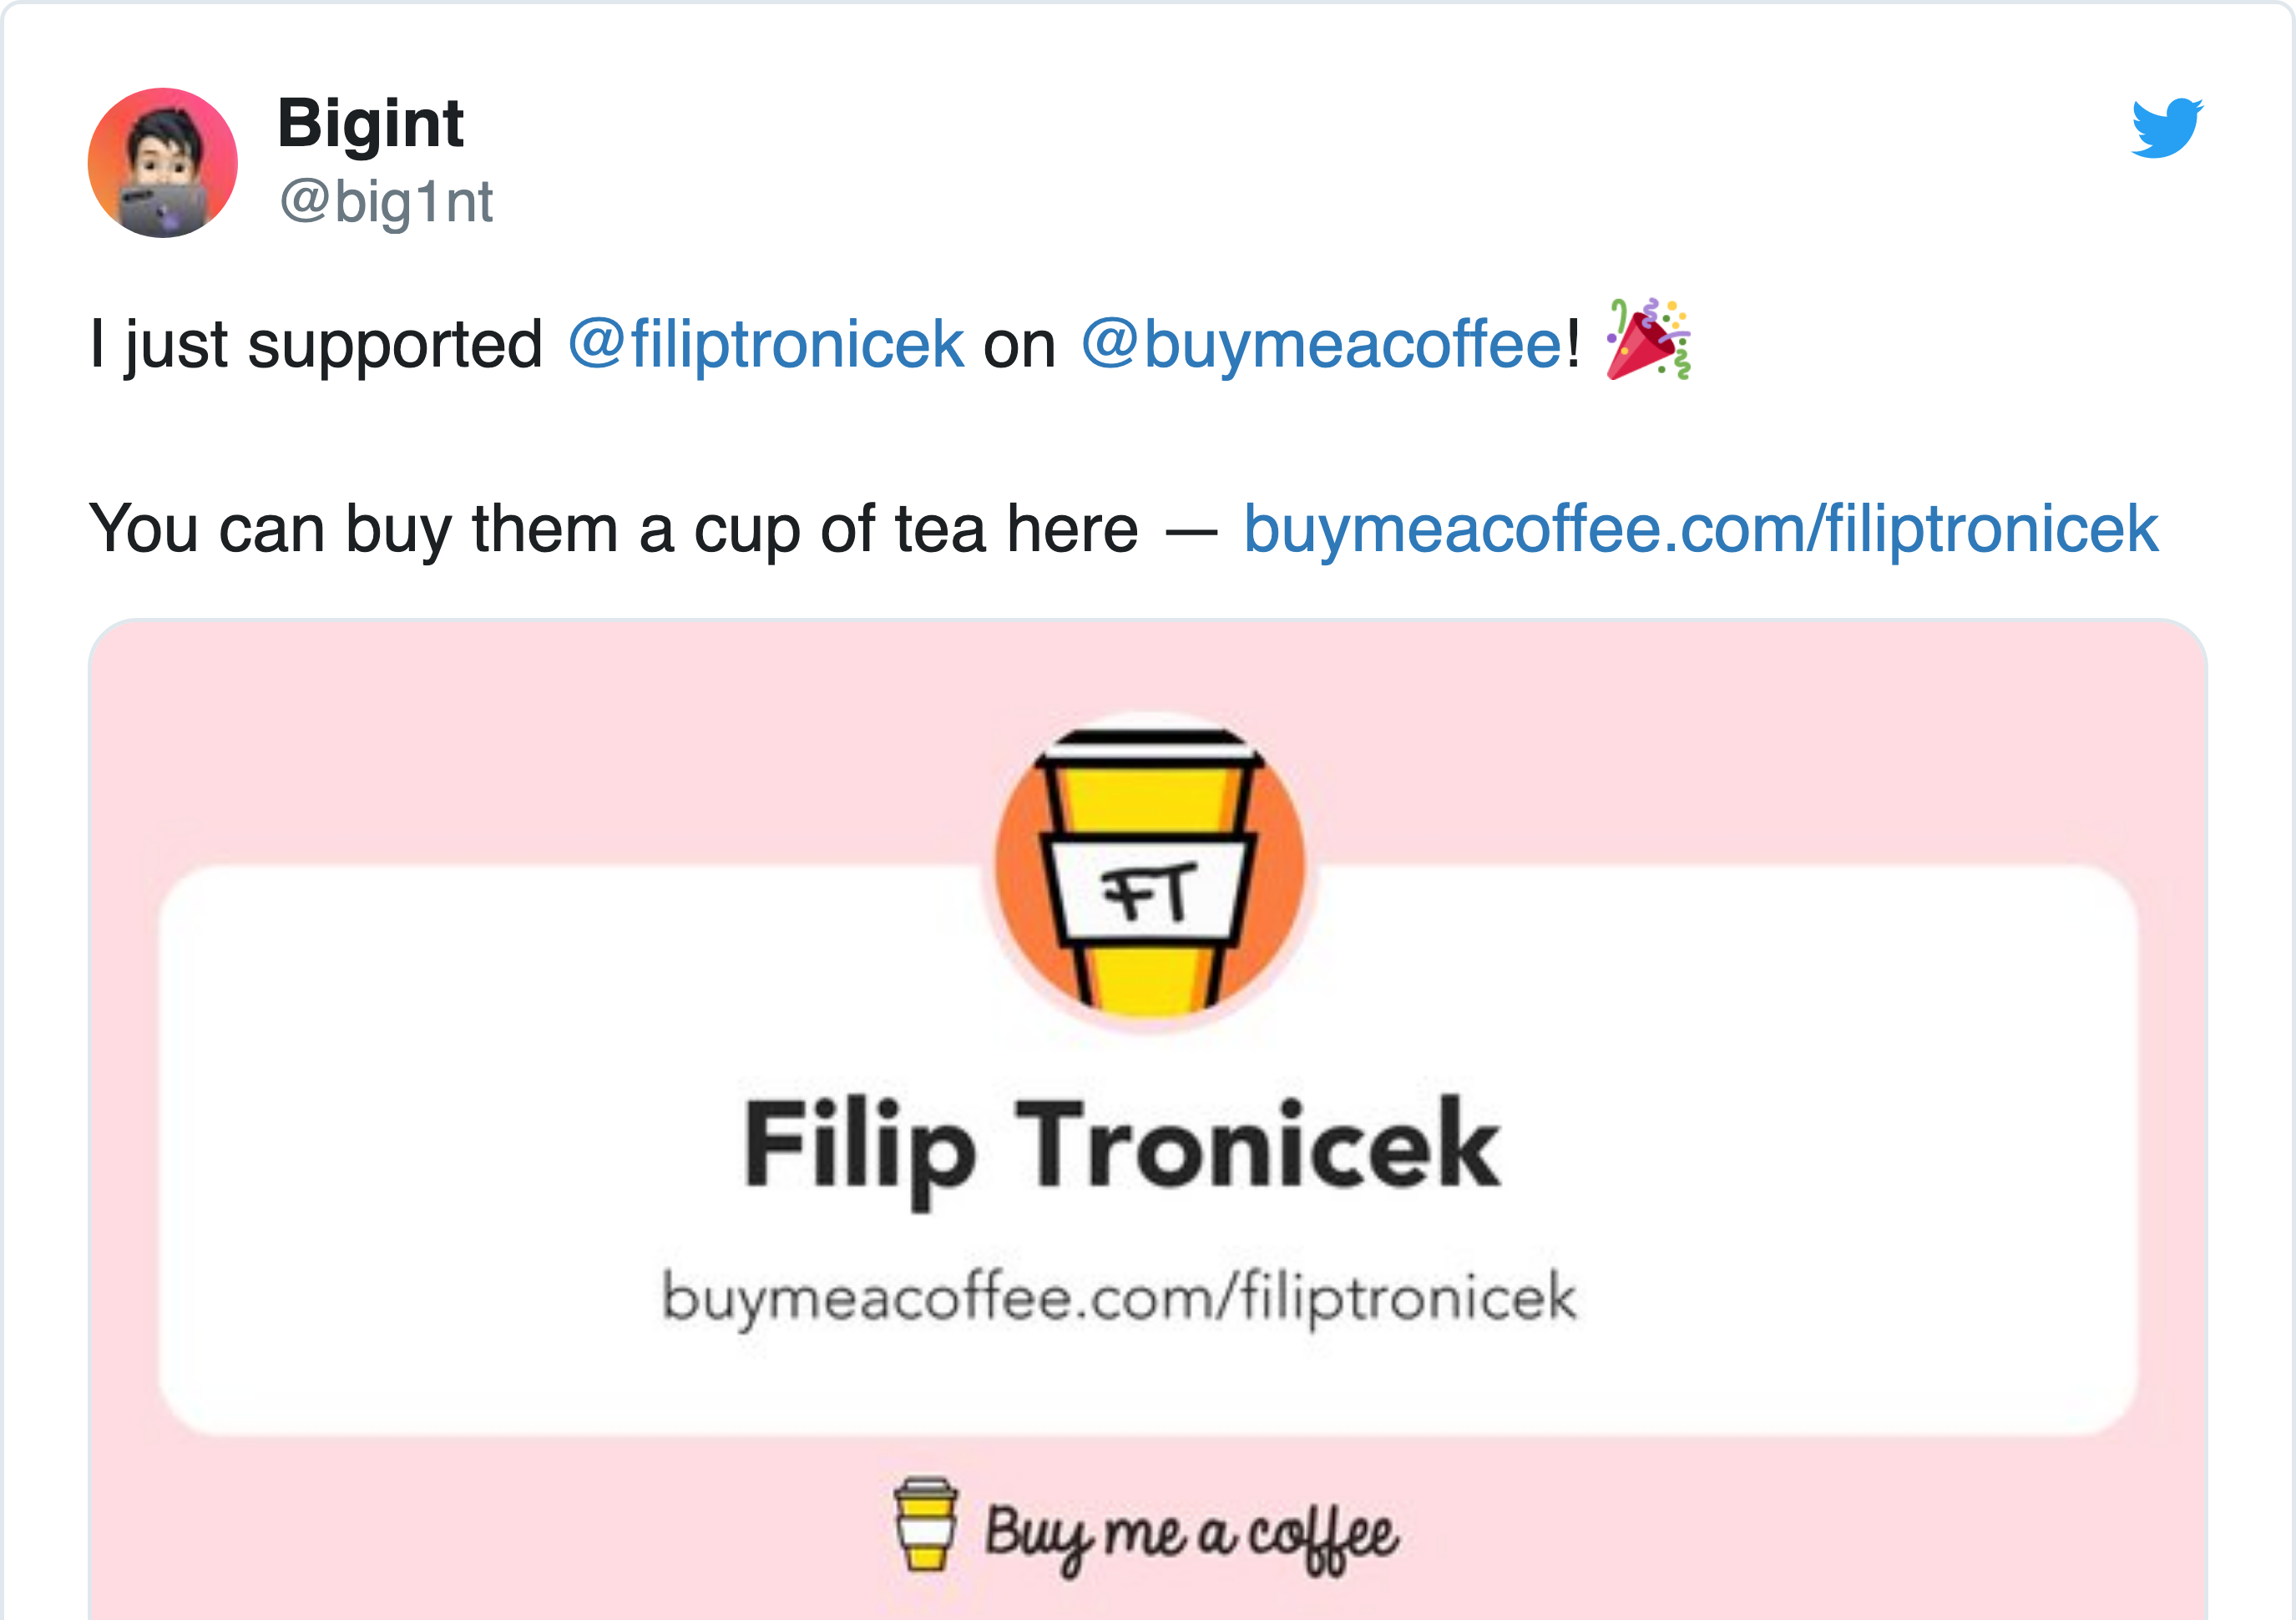 Bigint
@big1nt
I just supported @filiptronicek on @buymeacoffee! 🎉
You can buy them a cup of tea here — buymeacoffee.com/filiptronicek
FT
Filip Tronicek
buymeacoffee.com/filiptronicek
Buy me a coffee